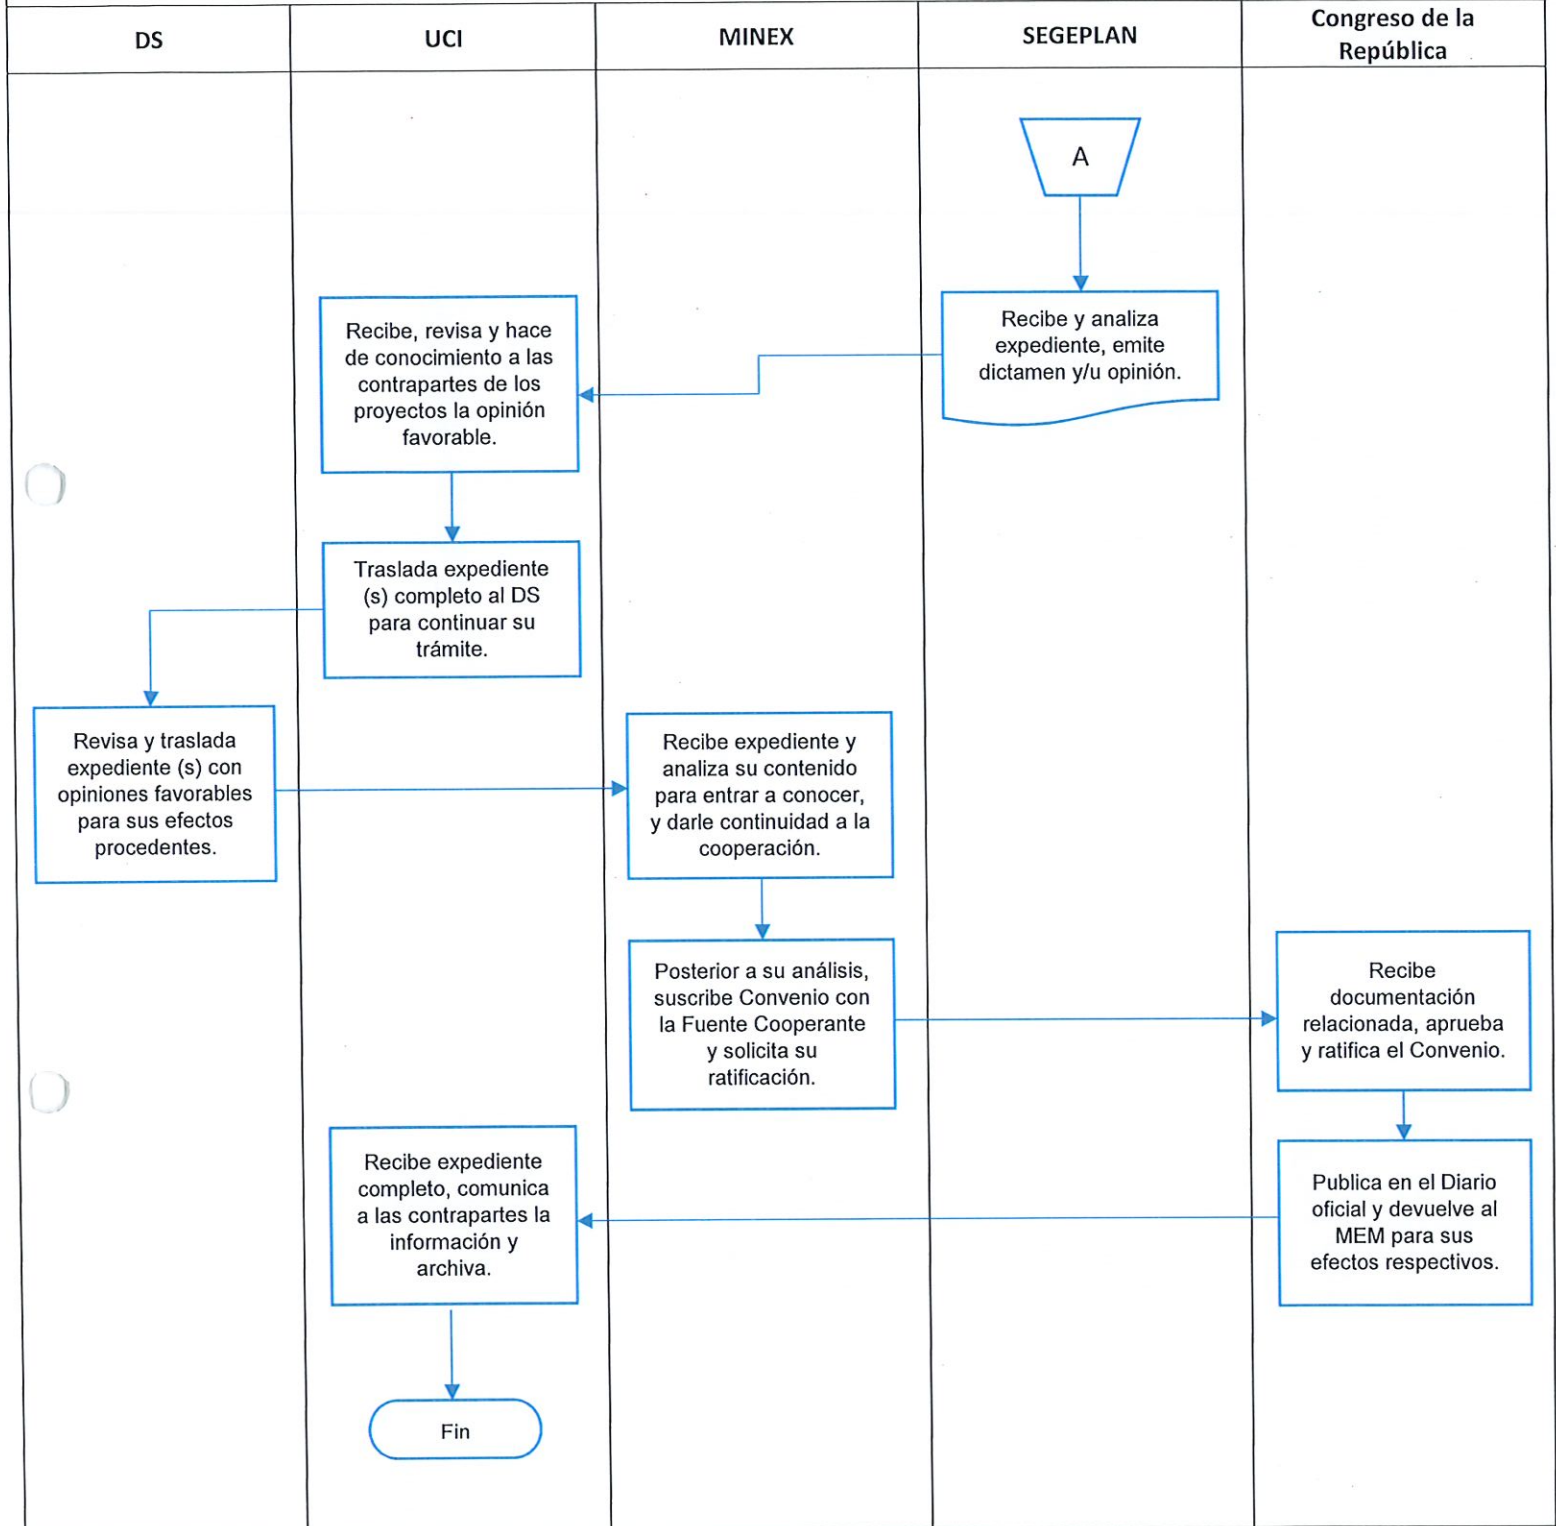 DS
UCI
MINEX
SEGEPLAN
Congreso de la
República
A
Recibe y analiza
expediente, emite
dictamen y/u opinión.
Recibe, revisa y hace
de conocimiento a las
contrapartes de los
proyectos la opinión
favorable.
Traslada expediente
(s) completo al DS
para continuar su
trámite.
Revisa y traslada
expediente (s) con
opiniones favorables
para sus efectos
procedentes.
Recibe expediente y
analiza su contenido
para entrar a conocer,
y darle continuidad a la
cooperación.
Posterior a su análisis,
suscribe Convenio con
la Fuente Cooperante
y solicita su
ratificación.
Recibe
documentación
relacionada, aprueba
y ratifica el Convenio.
Publica en el Diario
oficial y devuelve al
MEM para sus
efectos respectivos.
Recibe expediente
completo, comunica
a las contrapartes la
información y
archiva.
Fin